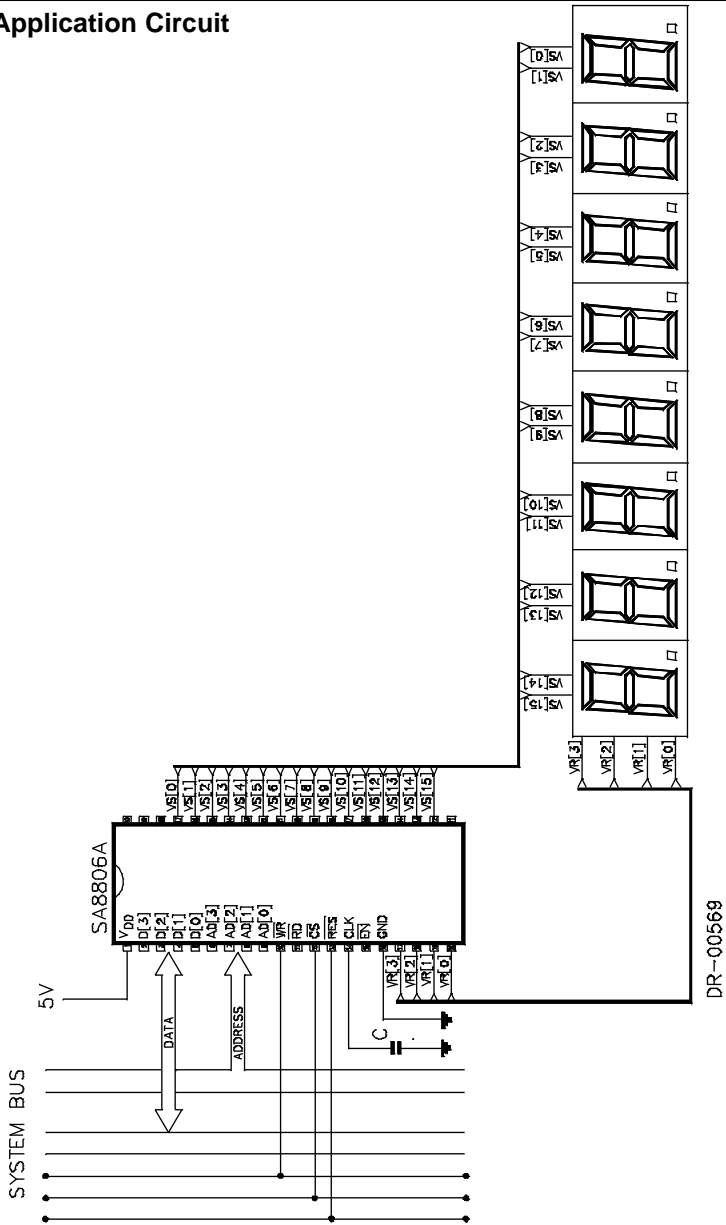 Application Circuit
SYSTEM BUS
5V
DATA
ADDRESS
C
SA8806A
VDD
D[3]
D[2]
D[1]
D[0]
AD[3]
AD[2]
AD[1]
AD[0]
WR
RD
CS
RES
CLK
EN
GND
VR[3]
VR[2]
VR[1]
VR[0]
VS[0]
VS[1]
VS[2]
VS[3]
VS[4]
VS[5]
VS[6]
VS[7]
VS[8]
VS[9]
VS[10]
VS[11]
VS[12]
VS[13]
VS[14]
VS[15]
VS[0]
VS[1]
VS[2]
VS[3]
VS[4]
VS[5]
VS[6]
VS[7]
VS[8]
VS[9]
VS[10]
VS[11]
VS[12]
VS[13]
VS[14]
VS[15]
VR[3]
VR[2]
VR[1]
VR[0]
DR-00569